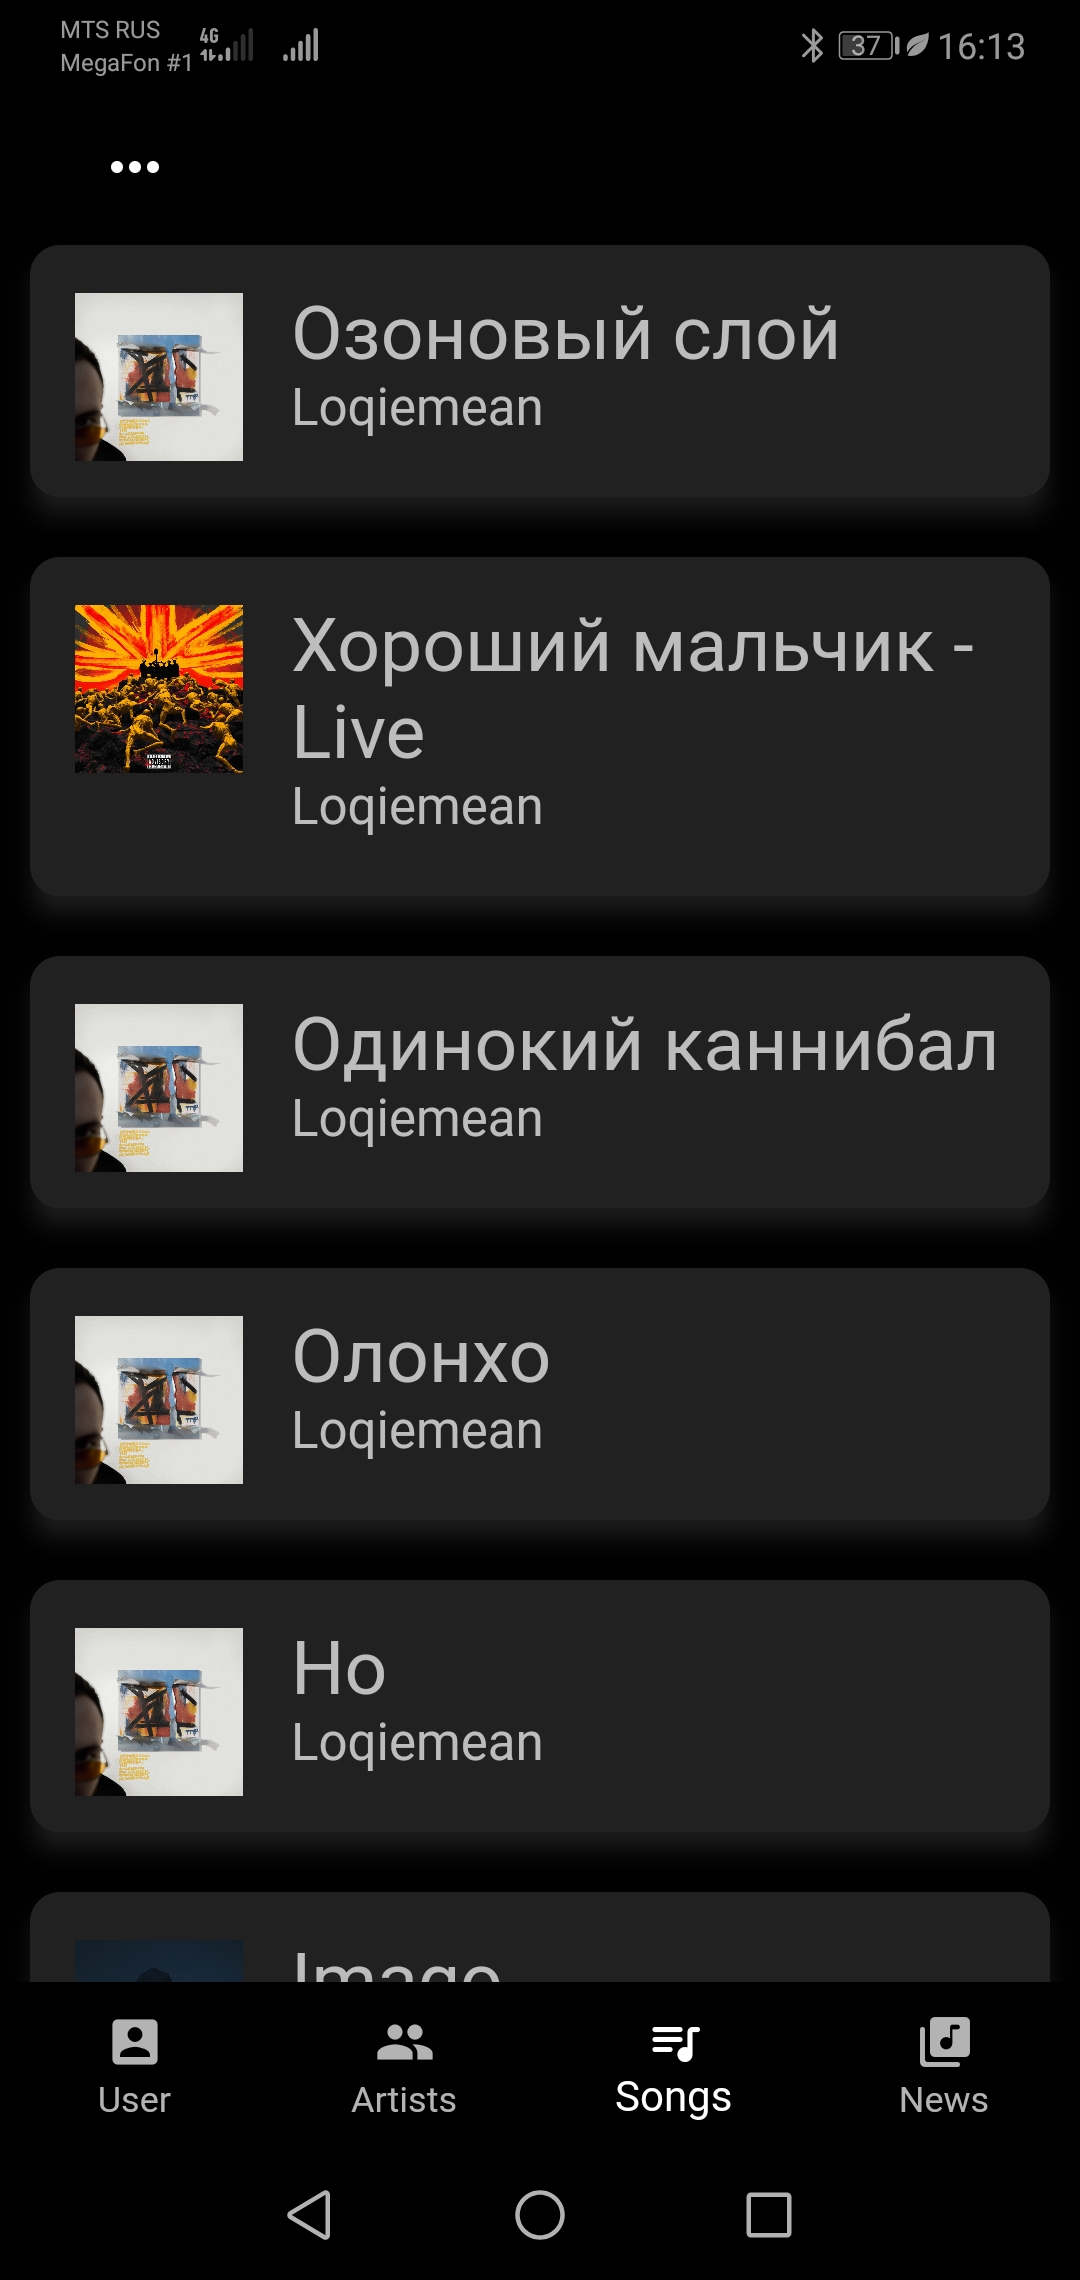 MTS RUS
MegaFon #1
4G
37
16:13
Озоновый слой
Loqiemean
Хороший мальчик -
Live
Loqiemean
Одинокий каннибал
Loqiemean
Олонхо
Loqiemean
Но
Loqiemean
Imago
User
Artists
Songs
News